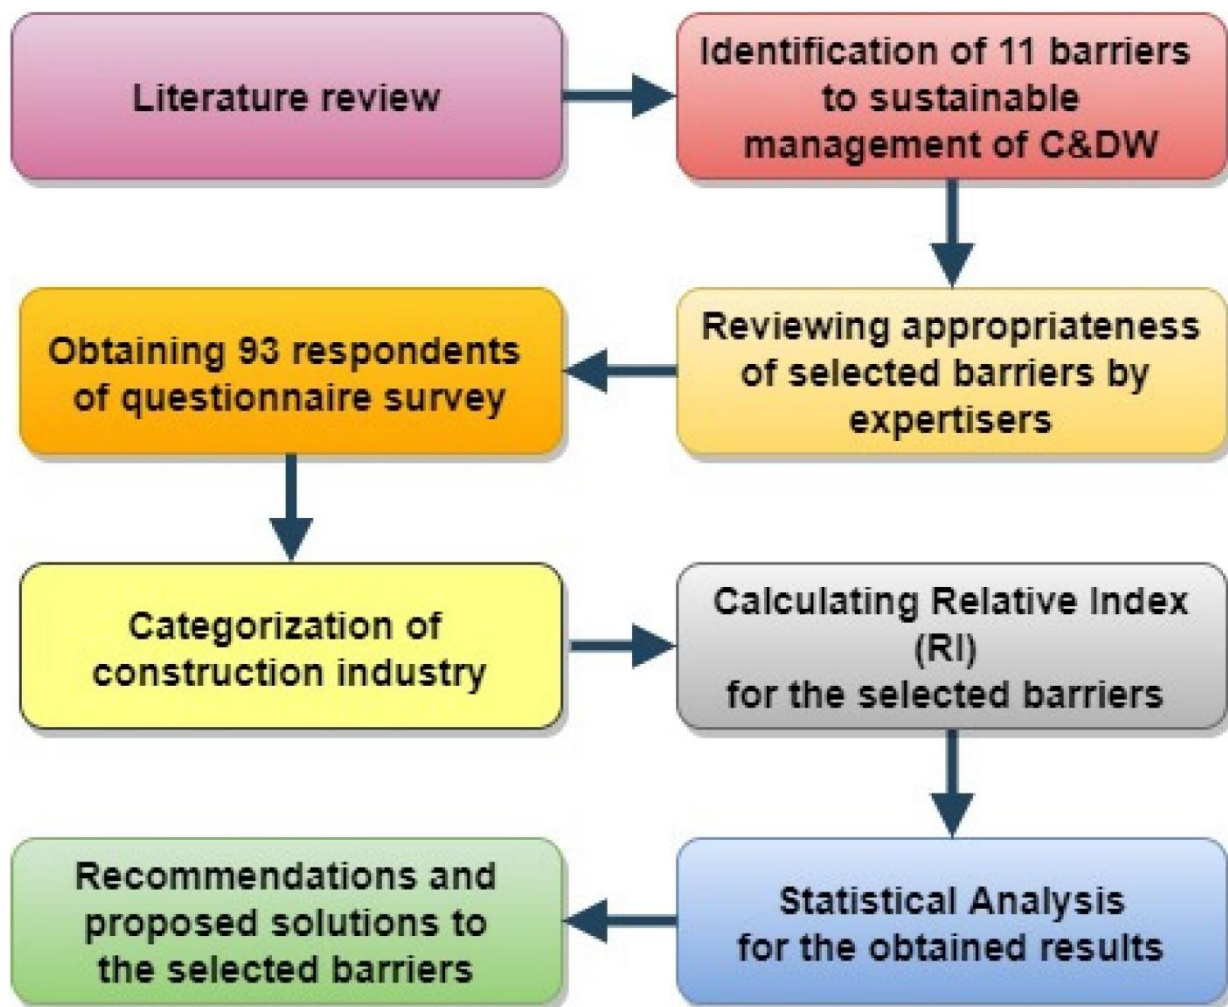 Literature review
Identification of 11 barriers
to sustainable
management of C&DW
Reviewing appropriateness
of selected barriers by
expertisers
Obtaining 93 respondents
of questionnaire survey
Categorization of
construction industry
Calculating Relative Index
(RI)
for the selected barriers
Statistical Analysis
for the obtained results
Recommendations and
proposed solutions to
the selected barriers